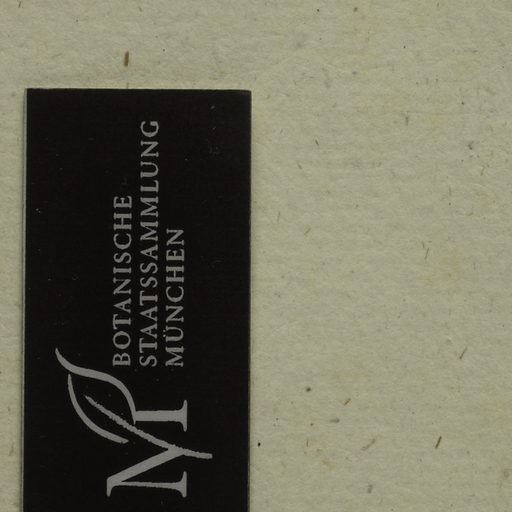 BOTANISCHE
STAATSSAMMLUNG
MÜNCHEN
M